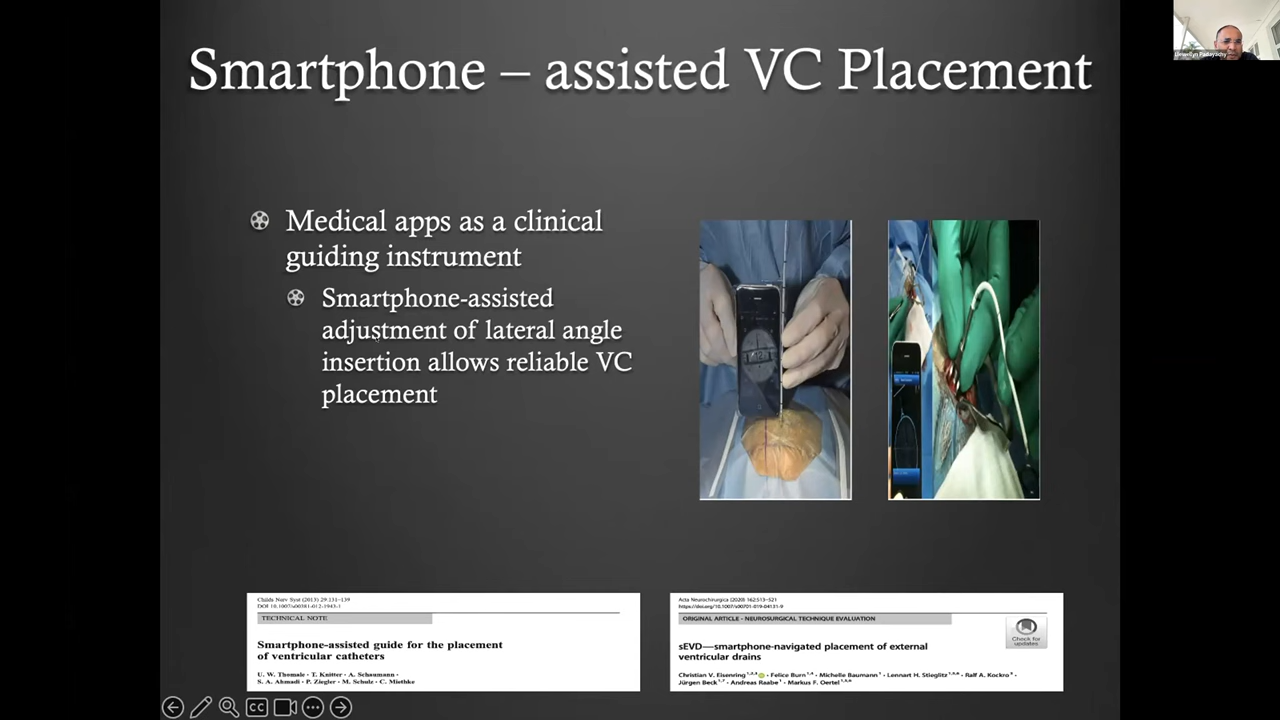 Smartphone – assisted VC Placement
Medical apps as a clinical
guiding instrument
Smartphone-assisted
adjustment of lateral angle
insertion allows reliable VC
placement
Childs Nerv Syst (2013) 29:131–139
DOI 10.1007/s00381-012-1943-1
TECHNICAL NOTE
Smartphone-assisted guide for the placement
of ventricular catheters
U. W. Thomale · T. Knitter · A. Schaumann ·
S. A. Ahmadi · P. Ziegler · M. Schulz · C. Miethke
Acta Neurochirurgica (2020) 162:513–521
https://doi.org/10.1007/s00701-019-04131-9
ORIGINAL ARTICLE - NEUROSURGICAL TECHNIQUE EVALUATION
Check for
updates
sEVD—smartphone-navigated placement of external
ventricular drains
Christian V. Eisenring · Felice Burn · Michelle Baumann · Lennart H. Stieglitz · Ralf A. Kockro ·
Jürgen Beck · Andreas Raabe · Markus F. Oertel
CC